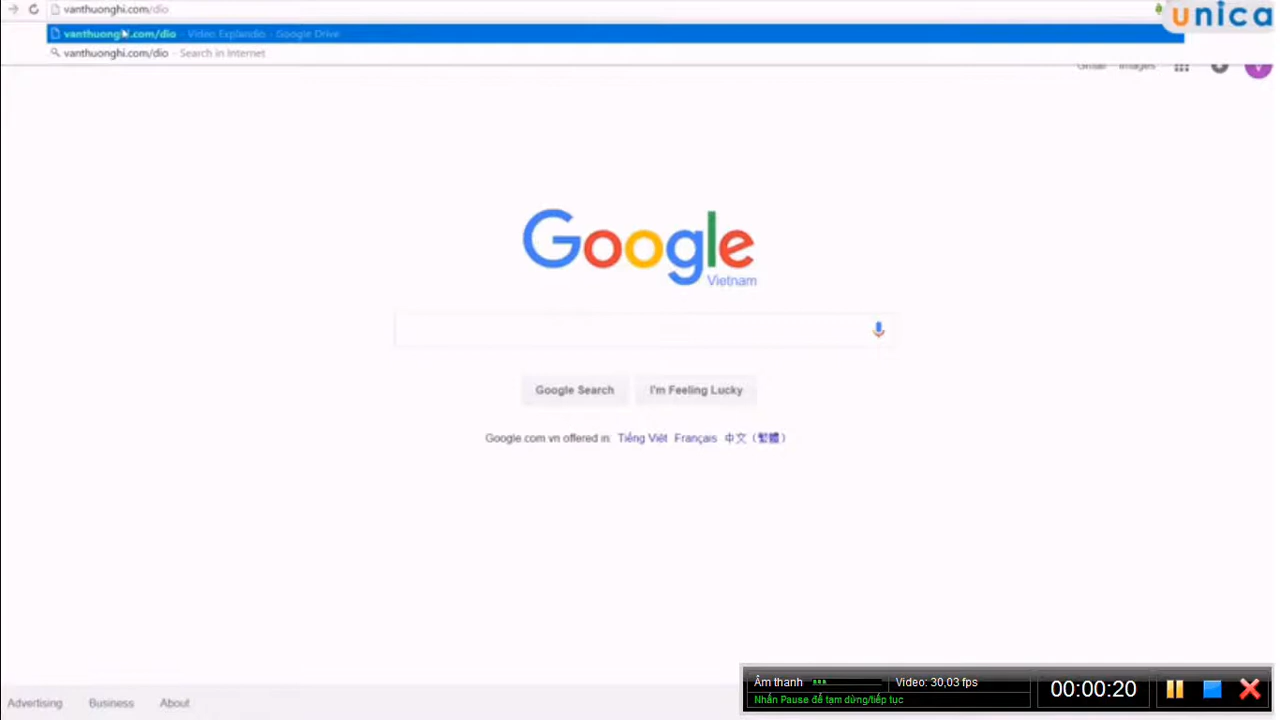 vanthuonghi.com/dio
unica
vanthuonghi.com/dio - Video Explandio - Google Drive
vanthuonghi.com/dio - Search in Internet
Gmail Images
Google
Vietnam
Google Search I'm Feeling Lucky
Google.com.vn offered in: Tiếng Việt Français 中文 (繁體)
Âm thanh Video: 30,03 fps 00:00:20
Nhấn Pause để tạm dừng/tiếp tục
Advertising Business About